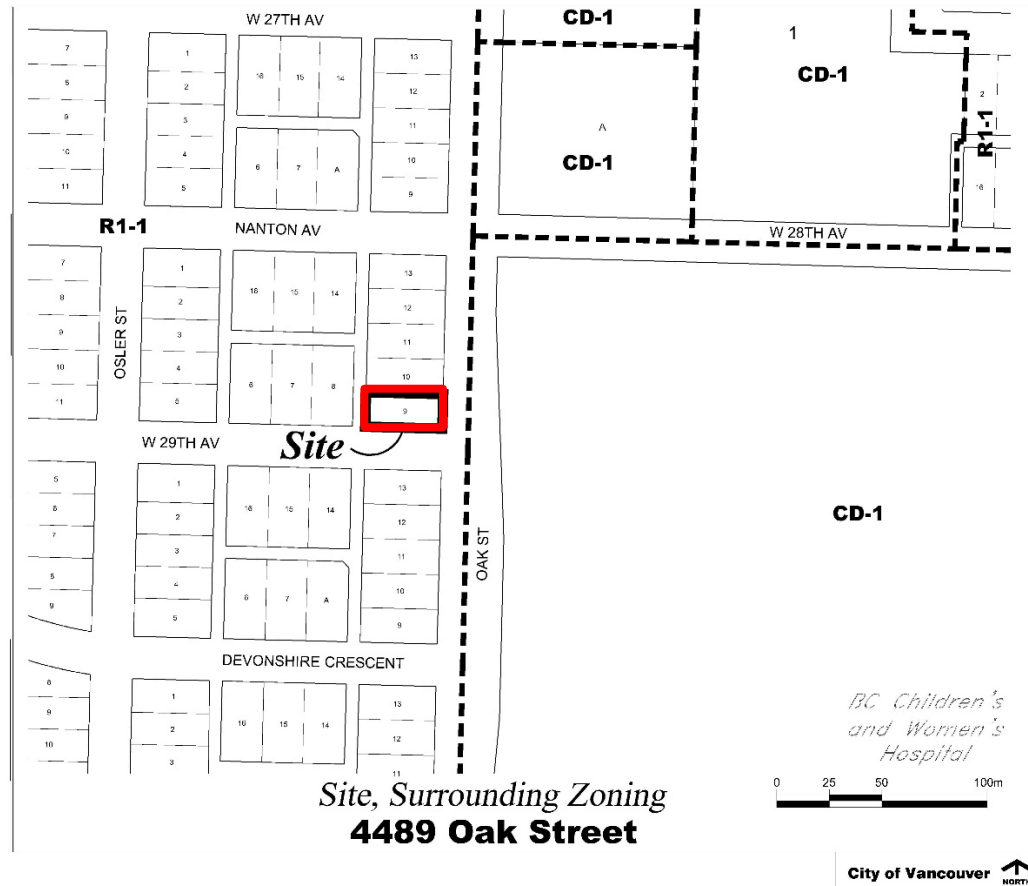 W 27TH AV
CD-1
1
CD-1
7
8
9
10
11
1
2
3
4
5
16 15 14
6 7 A
13
12
11
10
9
A
CD-1
2
R1-1
16
R1-1
NANTON AV
W 28TH AV
7
8
9
10
11
OSLER ST
1
2
3
4
5
16 15 14
6 7 8
13
12
11
10
9
Site
W 29TH AV
5
6
7
8
9
1
2
3
4
5
16 15 14
6 7 A
13
12
11
10
9
OAK ST
CD-1
DEVONSHIRE CRESCENT
8
9
10
1
2
3
16 15 14
13
12
11
BC Children's
and Women's
Hospital
0 25 50 100m
Site, Surrounding Zoning
4489 Oak Street
City of Vancouver
NORTH